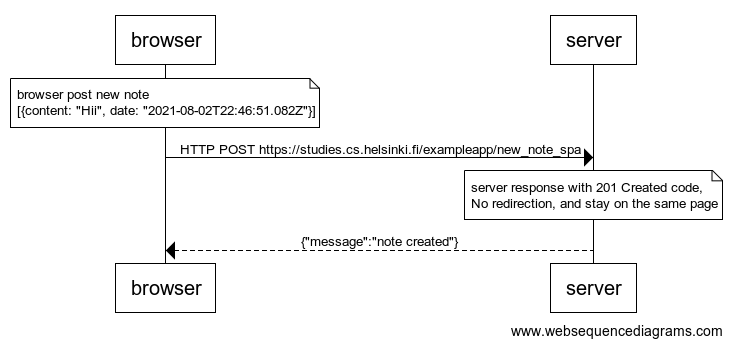 browser
server
browser post new note
[{content: "Hii", date: "2021-08-02T22:46:51.082Z"}]
HTTP POST https://studies.cs.helsinki.fi/exampleapp/new_note_spa
server response with 201 Created code,
No redirection, and stay on the same page
{"message":"note created"}
browser
server
www.websequencediagrams.com